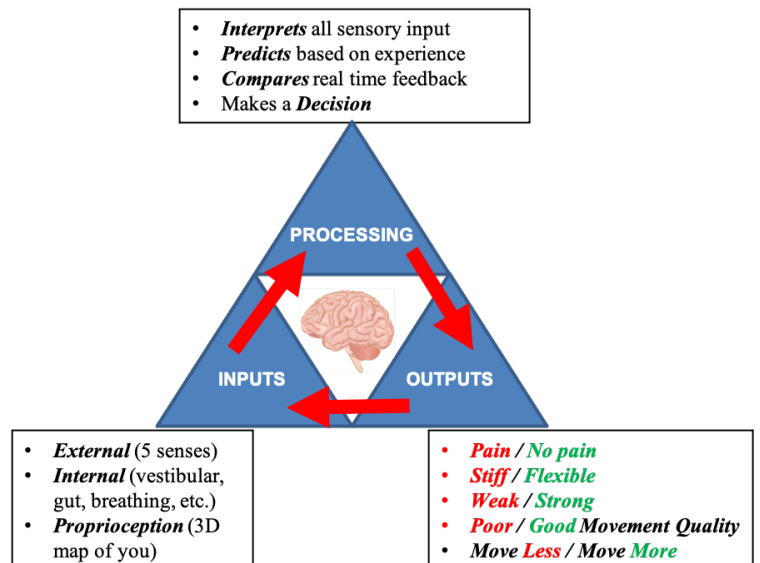 • Interprets all sensory input
• Predicts based on experience
• Compares real time feedback
• Makes a Decision
PROCESSING
INPUTS
OUTPUTS
• External (5 senses)
• Internal (vestibular,
gut, breathing, etc.)
• Proprioception (3D
map of you)
• Pain / No pain
• Stiff / Flexible
• Weak / Strong
• Poor / Good Movement Quality
• Move Less / Move More